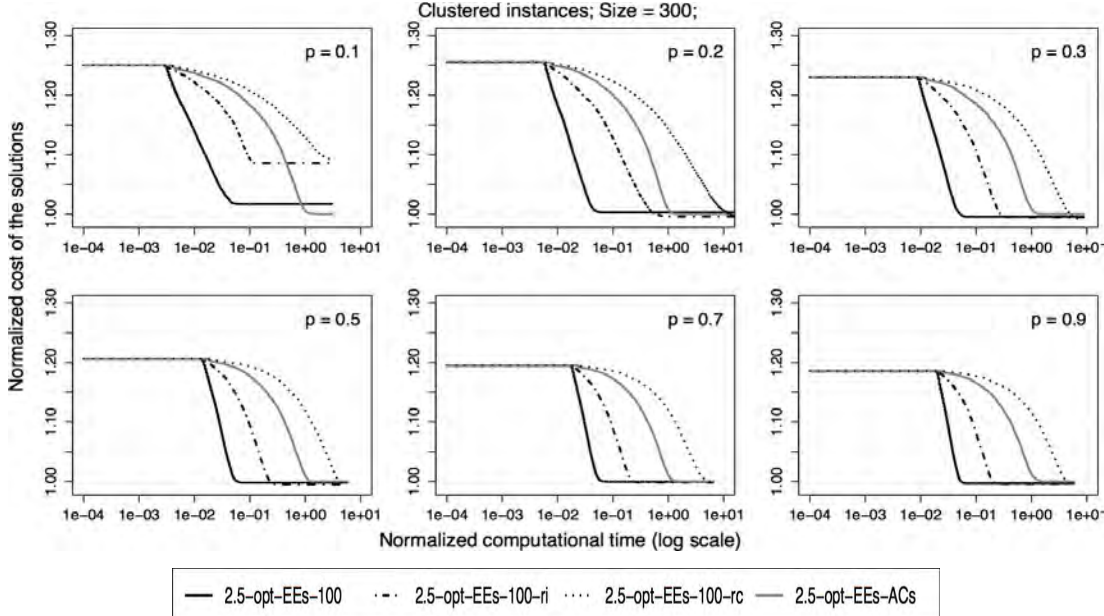 Clustered instances; Size = 300;
Normalized cost of the solutions
p = 0.1
1.30
1.20
1.10
1.00
1e−04 1e−03 1e−02 1e−01 1e+00 1e+01
p = 0.2
1.30
1.20
1.10
1.00
1e−04 1e−03 1e−02 1e−01 1e+00 1e+01
p = 0.3
1.30
1.20
1.10
1.00
1e−04 1e−03 1e−02 1e−01 1e+00 1e+01
p = 0.5
1.30
1.20
1.10
1.00
1e−04 1e−03 1e−02 1e−01 1e+00 1e+01
p = 0.7
1.30
1.20
1.10
1.00
1e−04 1e−03 1e−02 1e−01 1e+00 1e+01
p = 0.9
1.30
1.20
1.10
1.00
1e−04 1e−03 1e−02 1e−01 1e+00 1e+01
Normalized computational time (log scale)
2.5−opt−EEs−100 2.5−opt−EEs−100−ri 2.5−opt−EEs−100−rc 2.5−opt−EEs−ACs